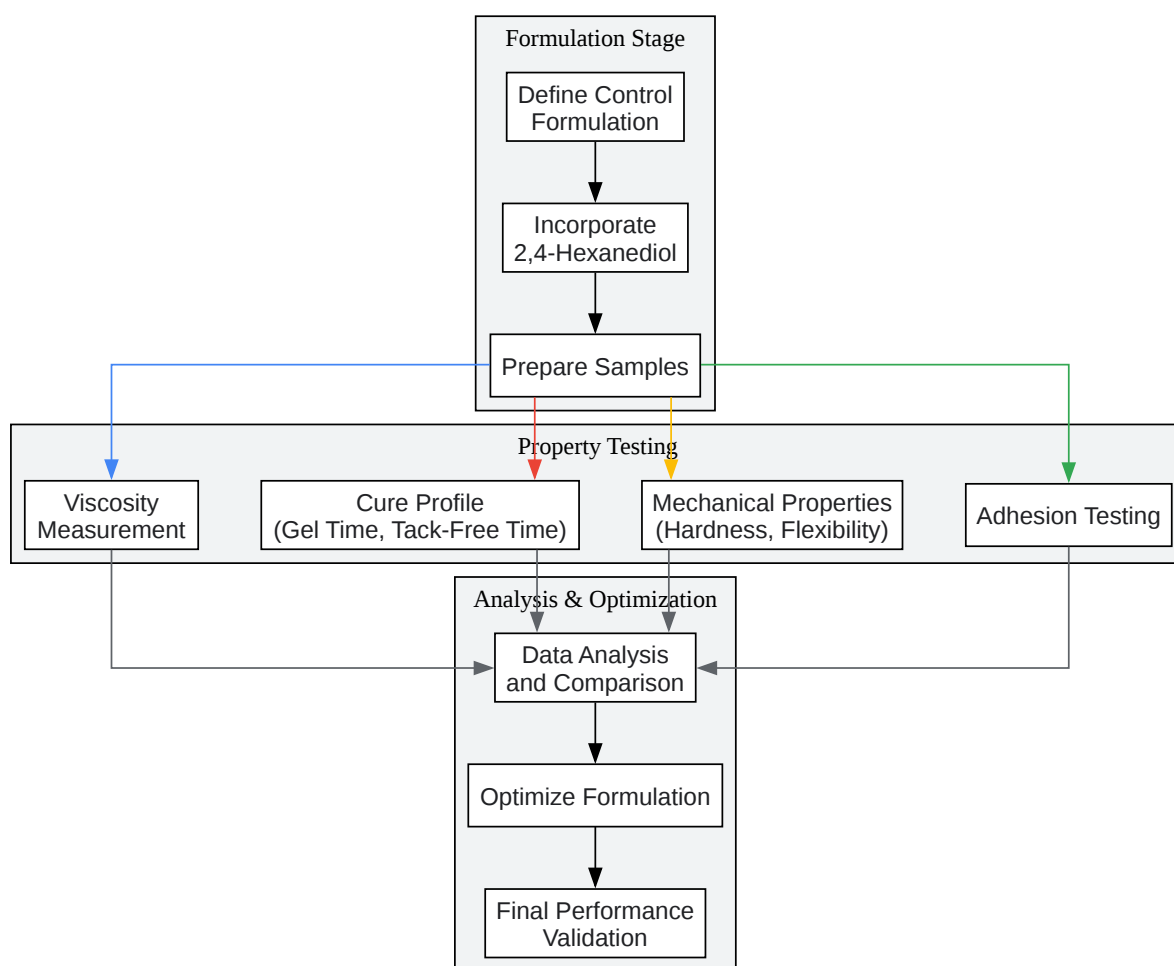 Formulation Stage
Define Control
Formulation
Incorporate
2,4-Hexanediol
Prepare Samples
Property Testing
Viscosity
Measurement
Cure Profile
(Gel Time, Tack-Free Time)
Mechanical Properties
(Hardness, Flexibility)
Adhesion Testing
Analysis & Optimization
Data Analysis
and Comparison
Optimize Formulation
Final Performance
Validation